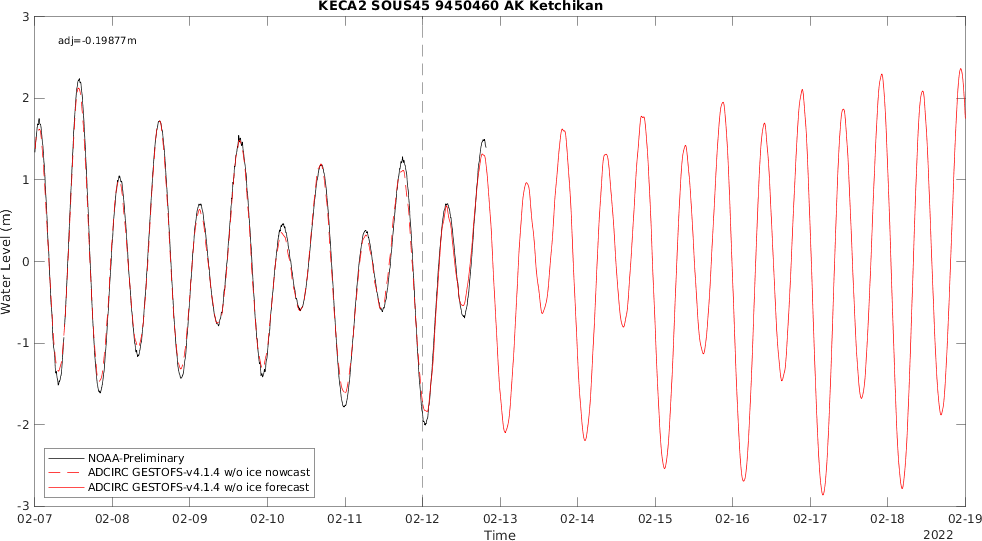 KECA2 SOUS45 9450460 AK Ketchikan
adj=-0.19877m
Water Level (m)
3
2
1
0
-1
-2
-3
NOAA-Preliminary
ADCIRC GESTOFS-v4.1.4 w/o ice nowcast
ADCIRC GESTOFS-v4.1.4 w/o ice forecast
02-07 02-08 02-09 02-10 02-11 02-12 02-13 02-14 02-15 02-16 02-17 02-18 02-19
Time
2022